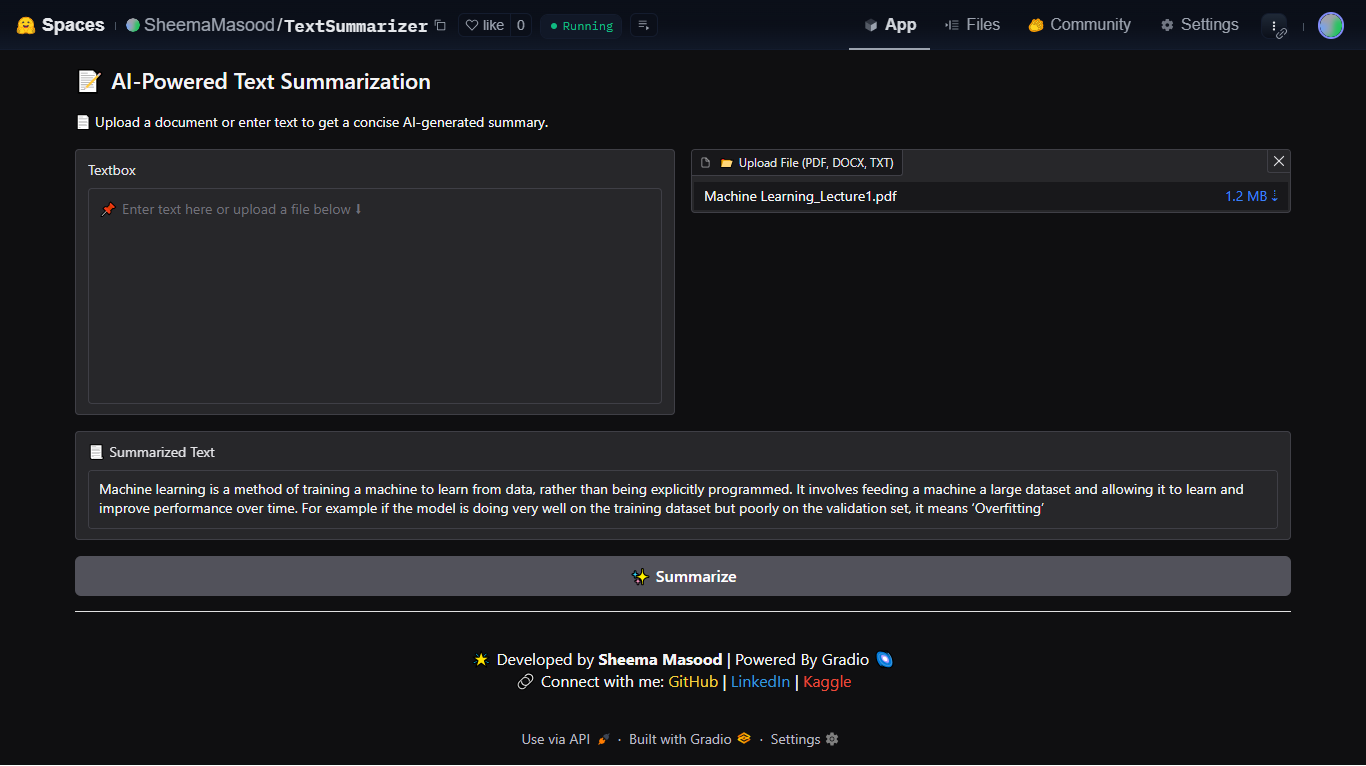 Spaces SheemaMasood/TextSummarizer like 0 Running App Files Community Settings
AI-Powered Text Summarization
Upload a document or enter text to get a concise AI-generated summary.
Textbox
Enter text here or upload a file below
Upload File (PDF, DOCX, TXT)
Machine Learning_Lecture1.pdf 1.2 MB ⇣
Summarized Text
Machine learning is a method of training a machine to learn from data, rather than being explicitly programmed. It involves feeding a machine a large dataset and allowing it to learn and
improve performance over time. For example if the model is doing very well on the training dataset but poorly on the validation set, it means ‘Overfitting’
Summarize
Developed by Sheema Masood | Powered By Gradio
Connect with me: GitHub | LinkedIn | Kaggle
Use via API · Built with Gradio · Settings